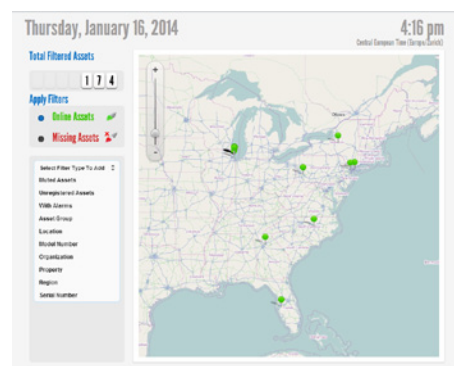 Thursday, January 16, 2014
4:16 pm
Central European Time (Europe/Zurich)
Total Filtered Assets
1 7 4
Apply Filters
Online Assets
Missing Assets
Select Filter Type To Add
Muted Assets
Unregistered Assets
With Alarms
Asset Group
Location
Model Number
Organization
Property
Region
Serial Number
+
-
Ottawa